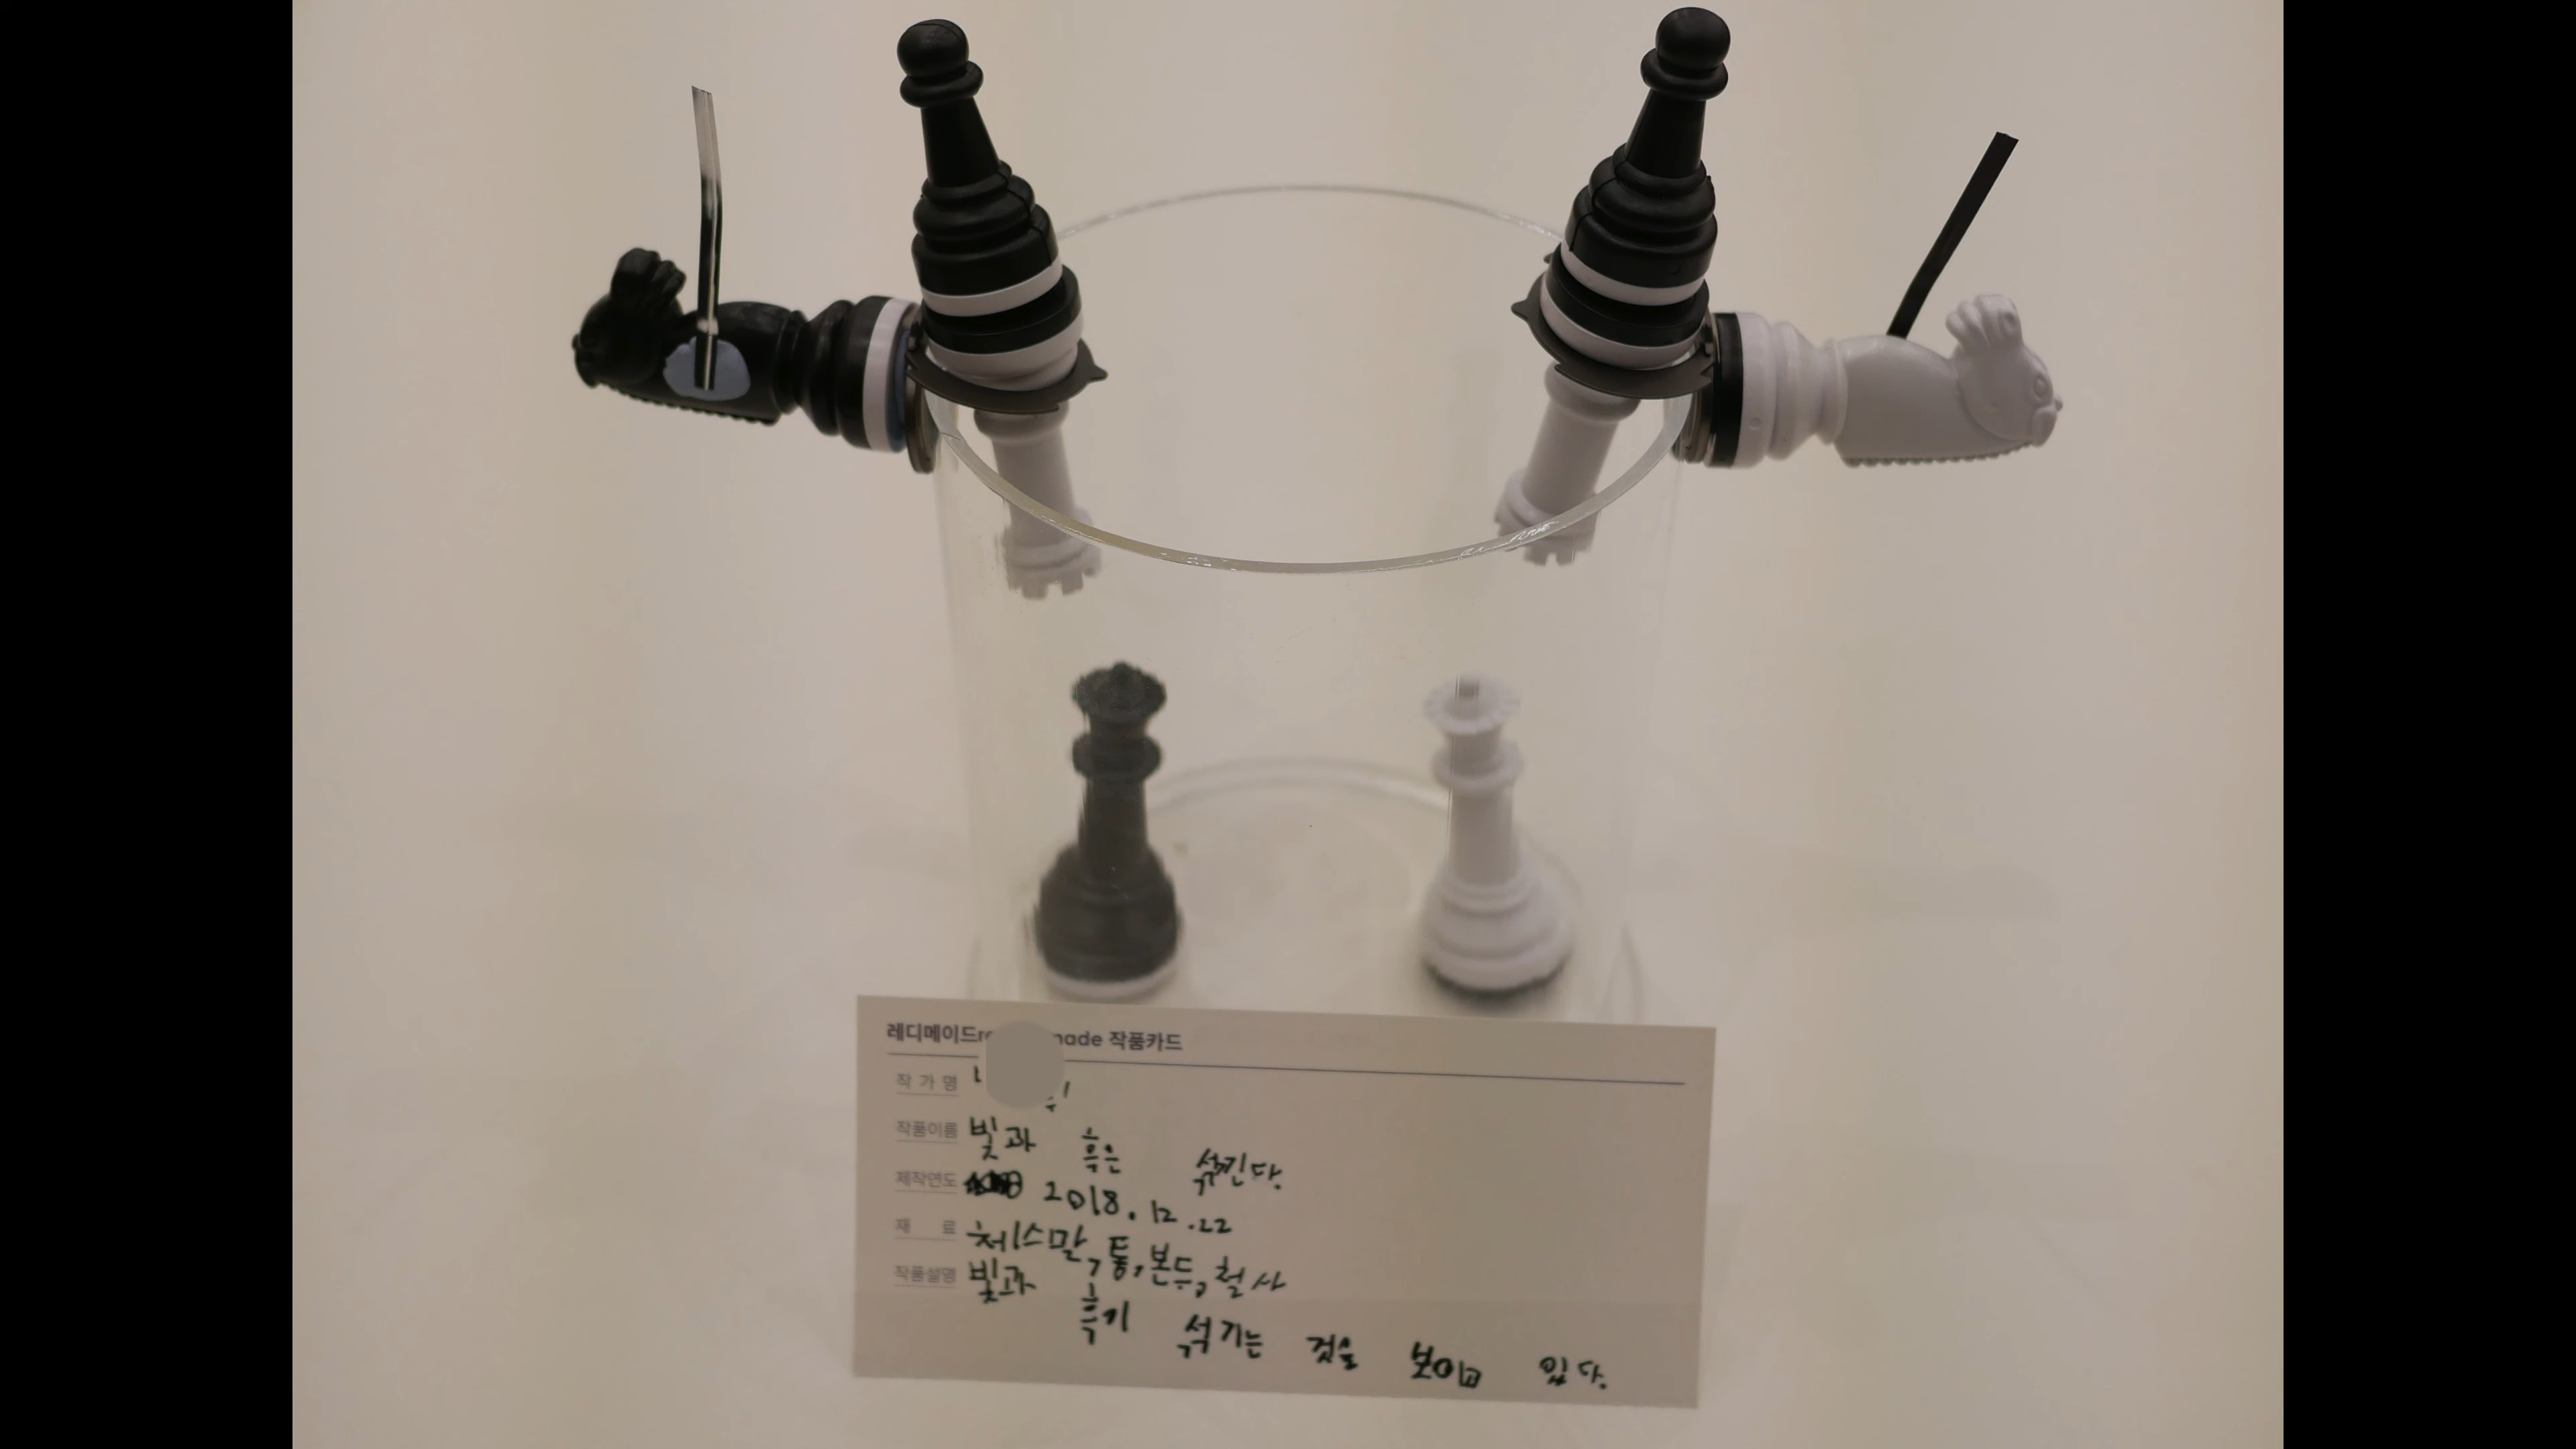 레디메이드 made 작품카드
작 가 명
작품이름 빛과 흑은 섞킨다.
제작연도 2018.12.22
재 료 체스말,통,본드,철사
작품설명 빛과 흑기 섞기는 것을 보이고 있다.